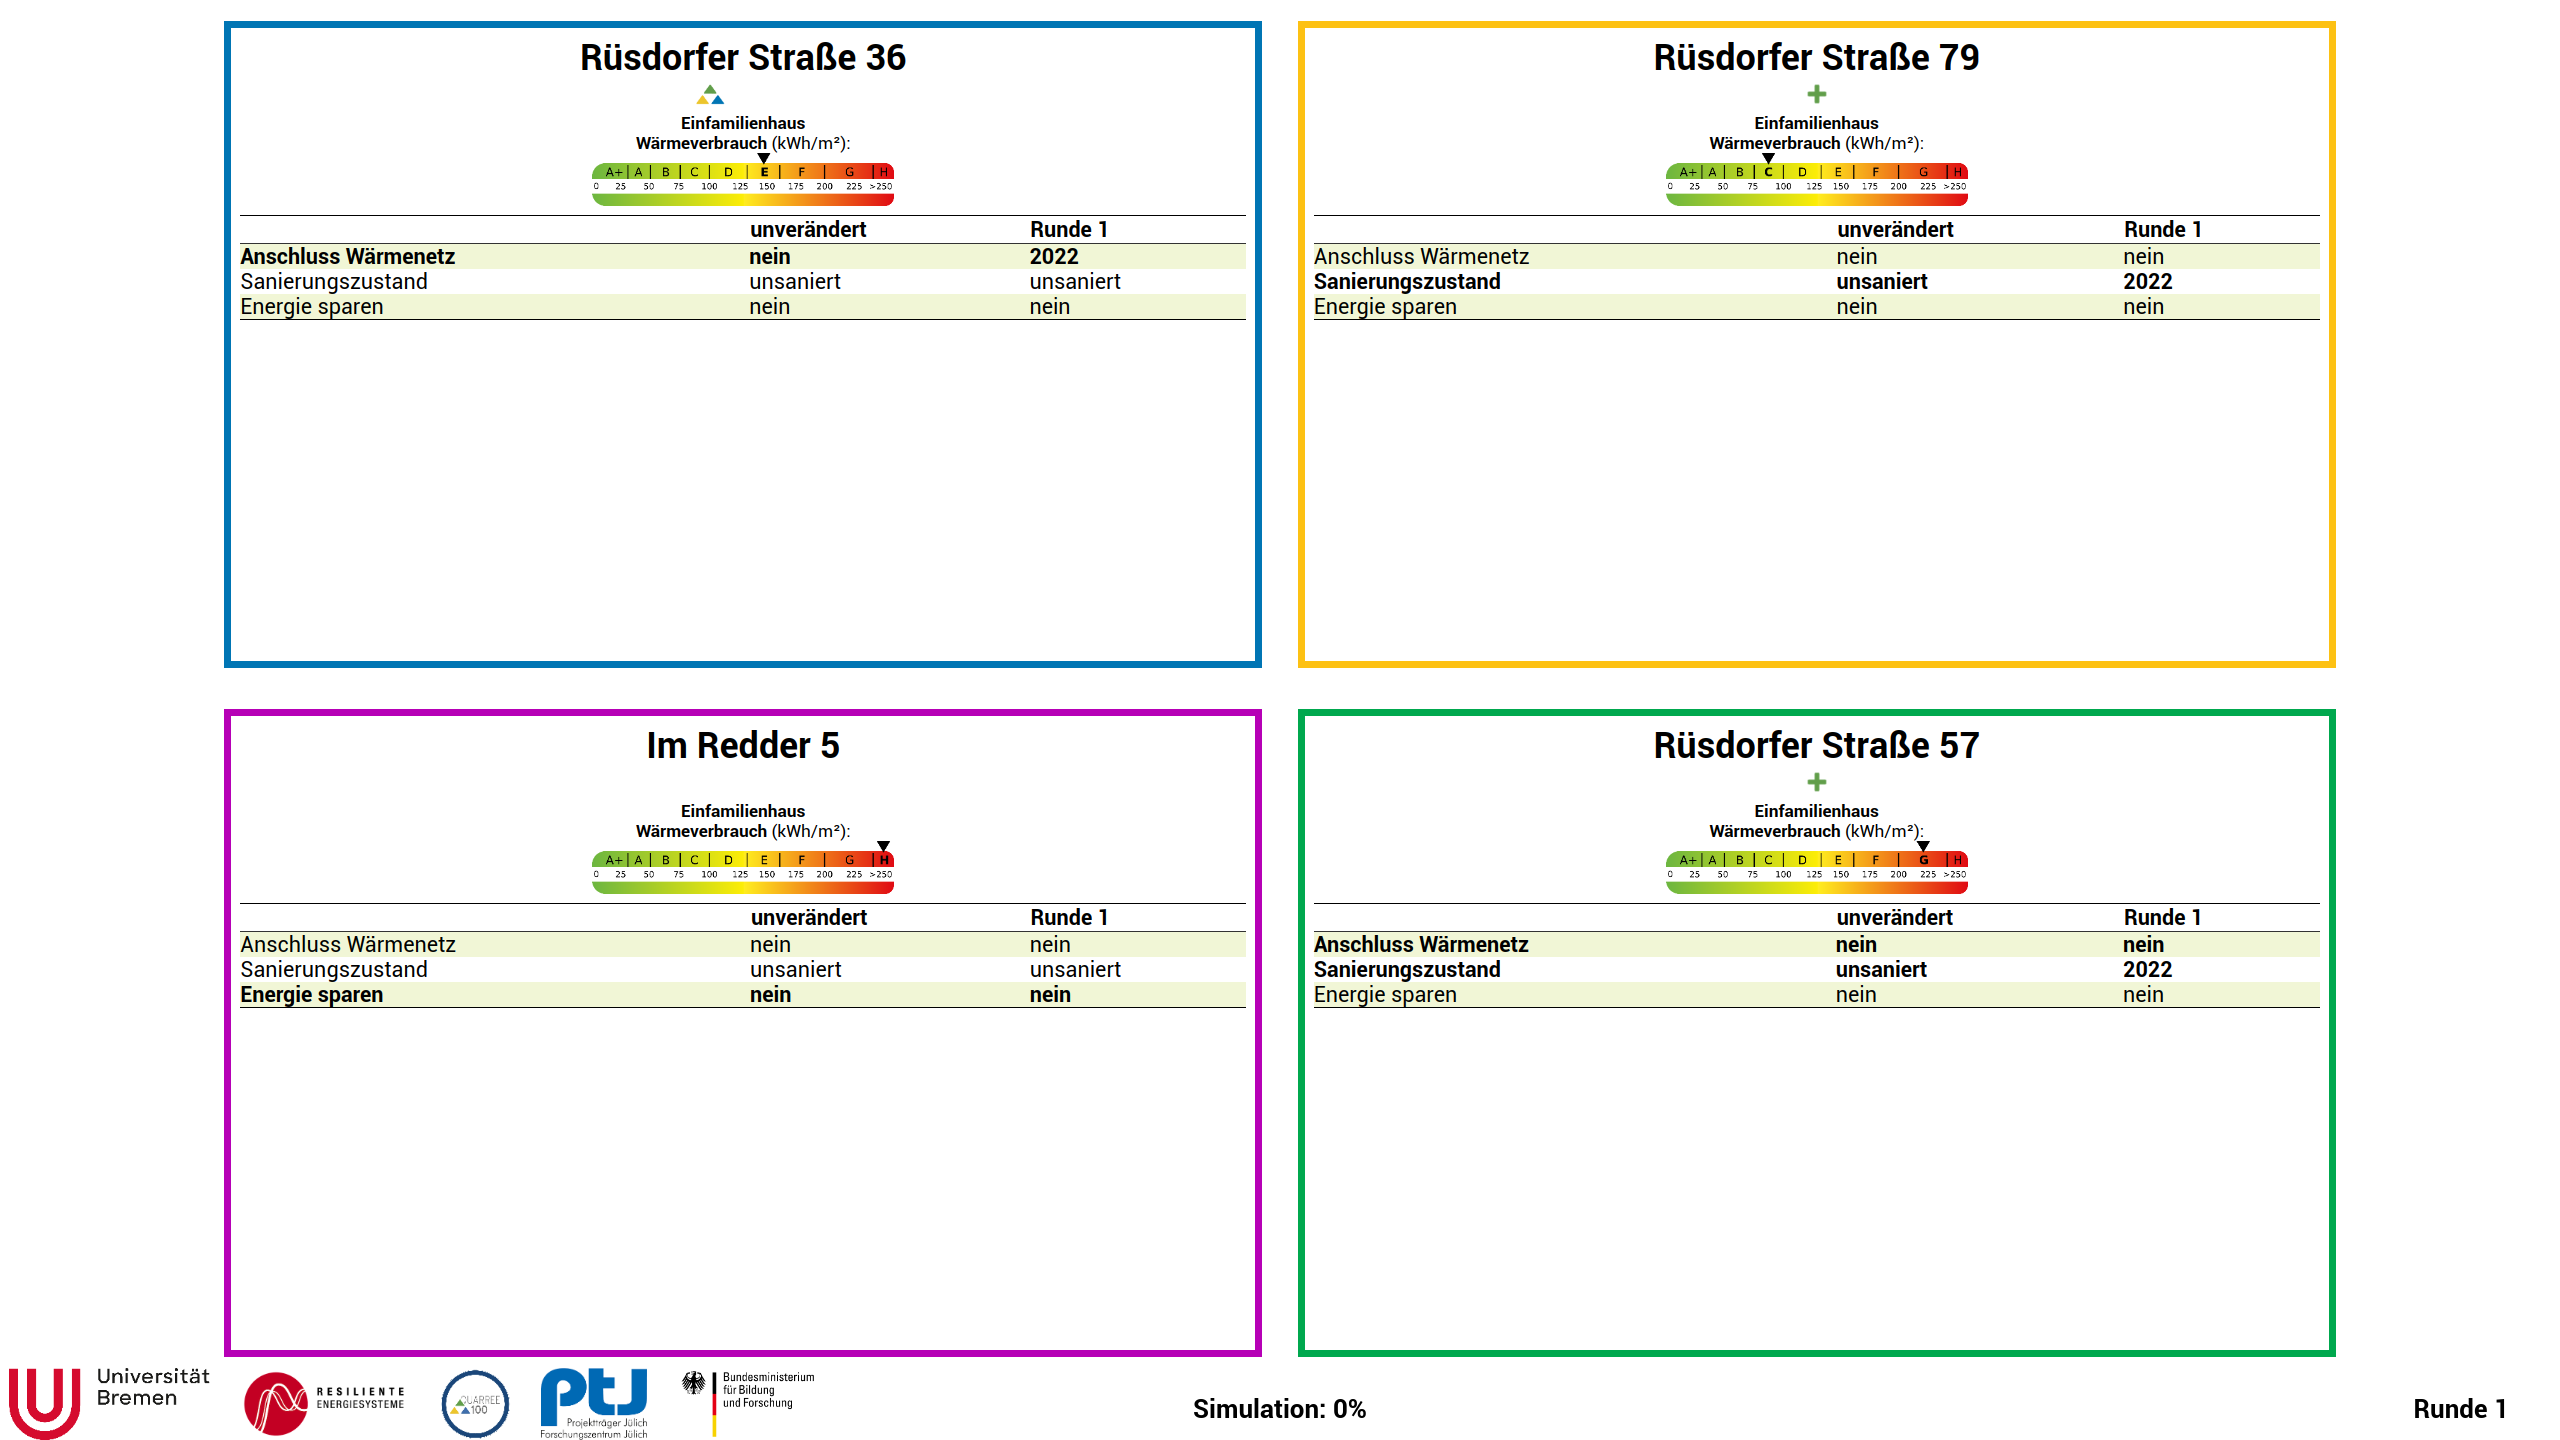 Rüsdorfer Straße 36
Einfamilienhaus
Wärmeverbrauch (kWh/m²):
A+ | A | B | C | D | E | F | G | H
0 25 50 75 100 125 150 175 200 225 >250
unverändert Runde 1
Anschluss Wärmenetz nein 2022
Sanierungszustand unsaniert unsaniert
Energie sparen nein nein
Rüsdorfer Straße 79
Einfamilienhaus
Wärmeverbrauch (kWh/m²):
A+ | A | B | C | D | E | F | G | H
0 25 50 75 100 125 150 175 200 225 >250
unverändert Runde 1
Anschluss Wärmenetz nein nein
Sanierungszustand unsaniert 2022
Energie sparen nein nein
Im Redder 5
Einfamilienhaus
Wärmeverbrauch (kWh/m²):
A+ | A | B | C | D | E | F | G | H
0 25 50 75 100 125 150 175 200 225 >250
unverändert Runde 1
Anschluss Wärmenetz nein nein
Sanierungszustand unsaniert unsaniert
Energie sparen nein nein
Rüsdorfer Straße 57
Einfamilienhaus
Wärmeverbrauch (kWh/m²):
A+ | A | B | C | D | E | F | G | H
0 25 50 75 100 125 150 175 200 225 >250
unverändert Runde 1
Anschluss Wärmenetz nein nein
Sanierungszustand unsaniert 2022
Energie sparen nein nein
Universität
Bremen
RESILIENTE
ENERGIESYSTEME
QUARREE
100
ptJ
Projektträger Jülich
Forschungszentrum Jülich
Bundesministerium
für Bildung
und Forschung
Simulation: 0%
Runde 1